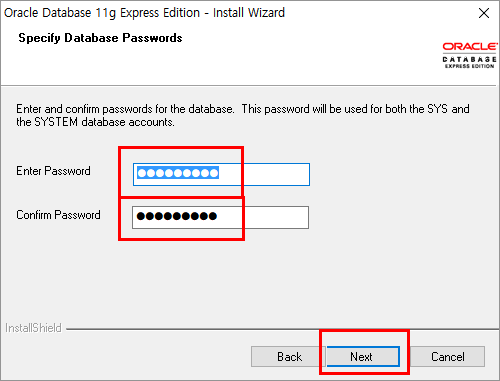 Oracle Database 11g Express Edition - Install Wizard
Specify Database Passwords
ORACLE
DATABASE
EXPRESS EDITION
Enter and confirm passwords for the database. This password will be used for both the SYS and
the SYSTEM database accounts.
Enter Password
●●●●●●●●●
Confirm Password
●●●●●●●●●
InstallShield
Back
Next
Cancel